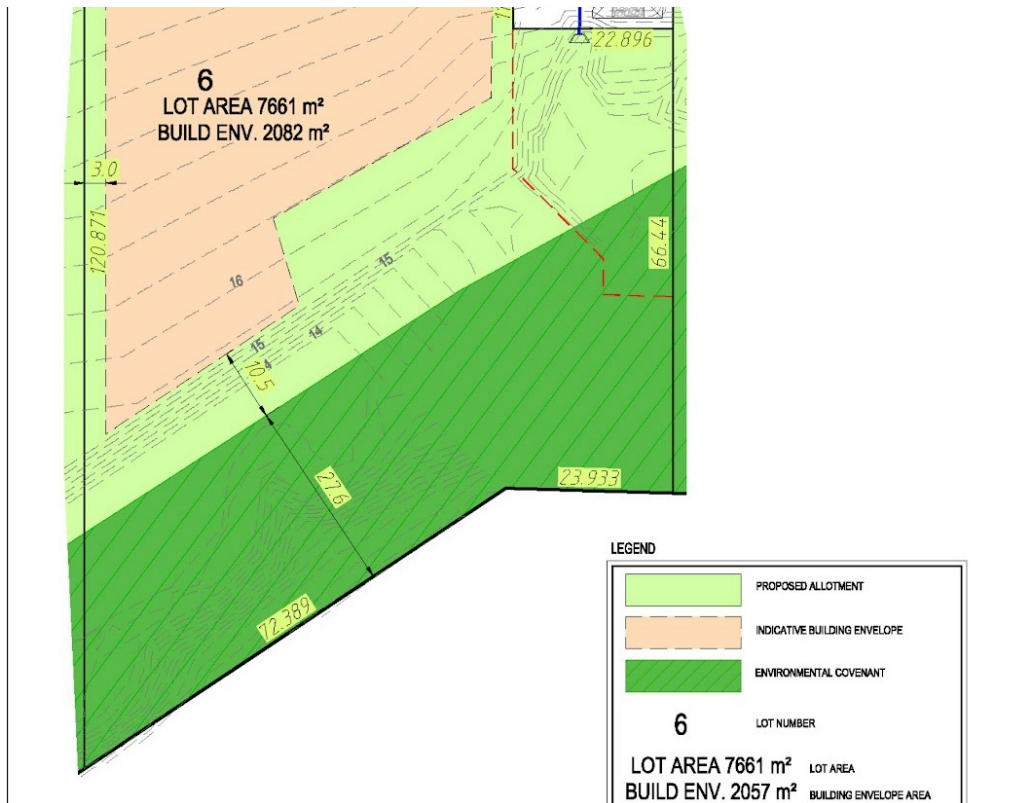 22.896
6
LOT AREA 7661 m²
BUILD ENV. 2082 m²
3.0
120.871
66.44
15
16
14
15
4
10.5
27.6
23.933
72.389
LEGEND
PROPOSED ALLOTMENT
INDICATIVE BUILDING ENVELOPE
ENVIRONMENTAL COVENANT
6 LOT NUMBER
LOT AREA 7661 m² LOT AREA
BUILD ENV. 2057 m² BUILDING ENVELOPE AREA